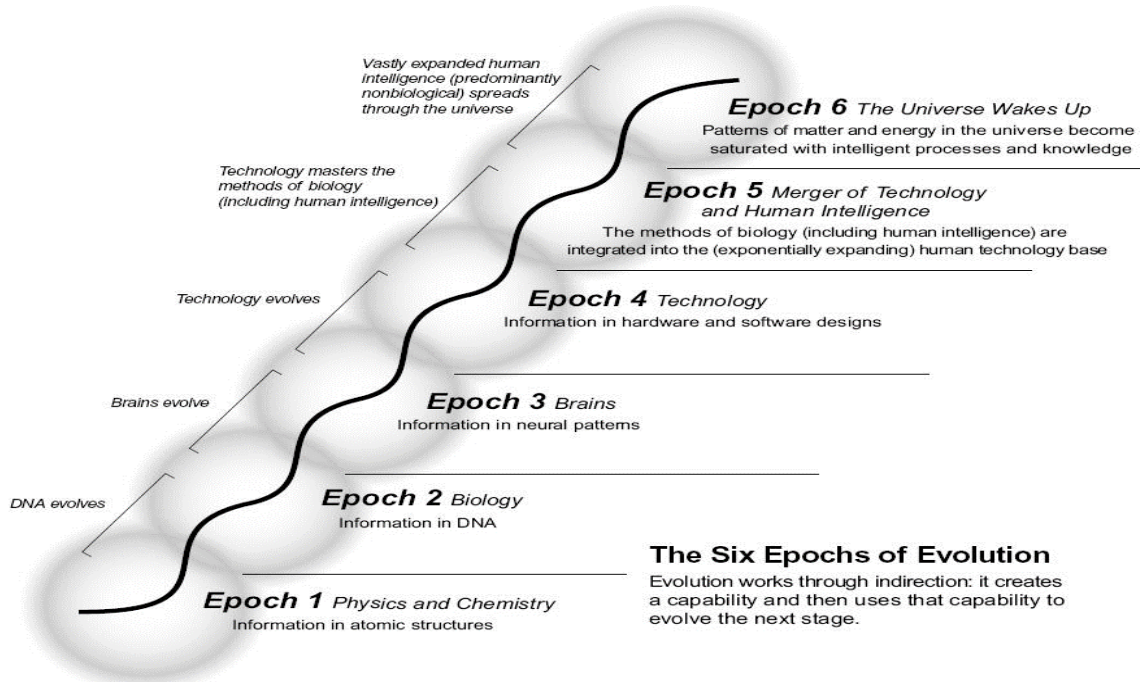 Vastly expanded human
intelligence (predominantly
nonbiological) spreads
through the universe
Epoch 6 The Universe Wakes Up
Patterns of matter and energy in the universe become
saturated with intelligent processes and knowledge
Technology masters the
methods of biology
(including human intelligence)
Epoch 5 Merger of Technology
and Human Intelligence
The methods of biology (including human intelligence) are
integrated into the (exponentially expanding) human technology base
Technology evolves
Epoch 4 Technology
Information in hardware and software designs
Brains evolve
Epoch 3 Brains
Information in neural patterns
DNA evolves
Epoch 2 Biology
Information in DNA
Epoch 1 Physics and Chemistry
Information in atomic structures
The Six Epochs of Evolution
Evolution works through indirection: it creates
a capability and then uses that capability to
evolve the next stage.